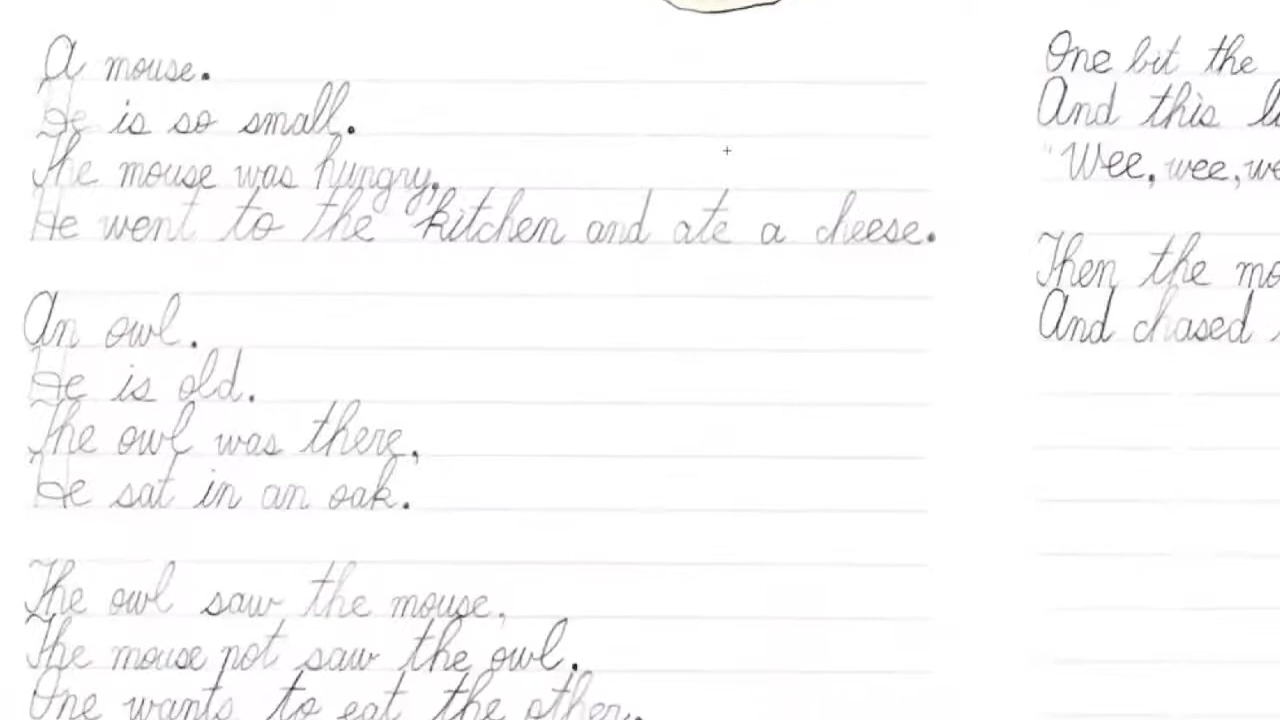 A mouse.
He is so small.
The mouse was hungry,
He went to the kitchen and ate a cheese.
An owl.
He is old.
The owl was there,
He sat in an oak.
The owl saw the mouse,
The mouse not saw the owl.
One wants to eat the other.
One bit the
And this
"Wee, wee,
Then the
And chased